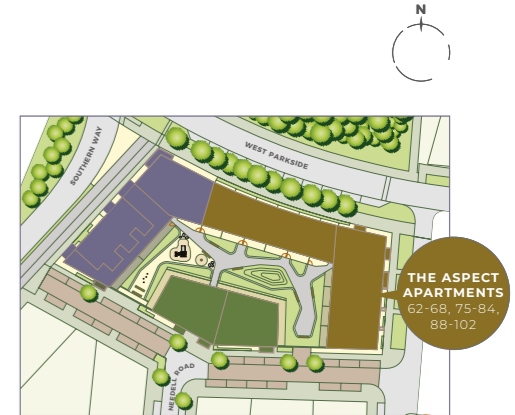 N
SOUTHERN WAY
WEST PARKSIDE
THE ASPECT
APARTMENTS
62-68, 75-84,
88-102
NEEDELL ROAD